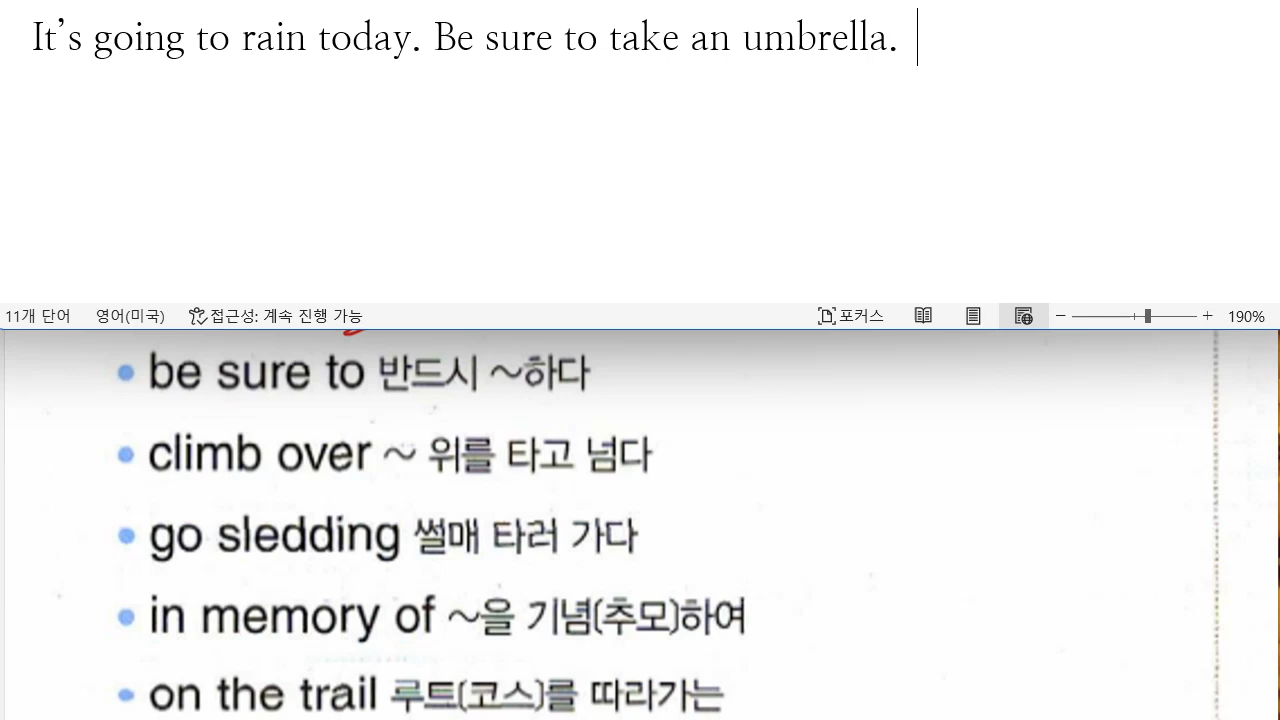 It’s going to rain today. Be sure to take an umbrella.
11개 단어 영어(미국) 접근성: 계속 진행 가능 포커스 190%
be sure to 반드시 ～하다
climb over ～ 위를 타고 넘다
go sledding 썰매 타러 가다
in memory of ～을 기념(추모)하여
on the trail 루트(코스)를 따라가는